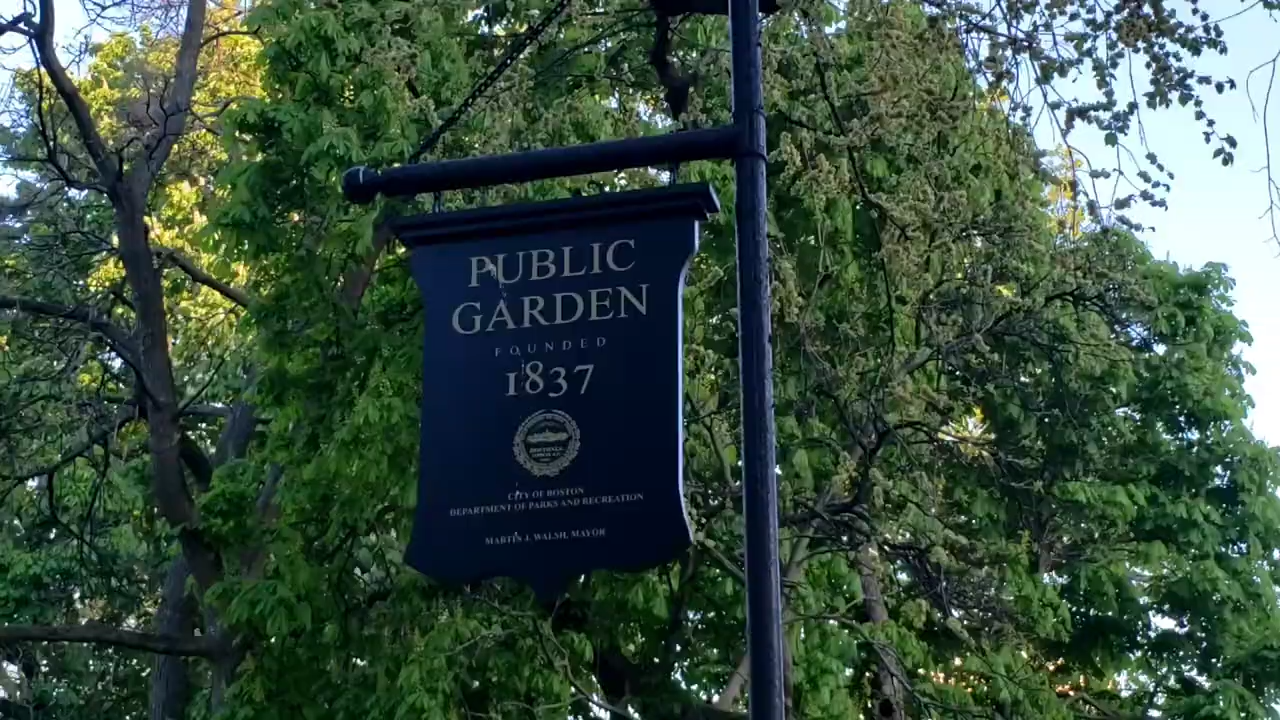 PUBLIC
GARDEN
FOUNDED
1837
CITY OF BOSTON
DEPARTMENT OF PARKS AND RECREATION
MARTIN J. WALSH, MAYOR